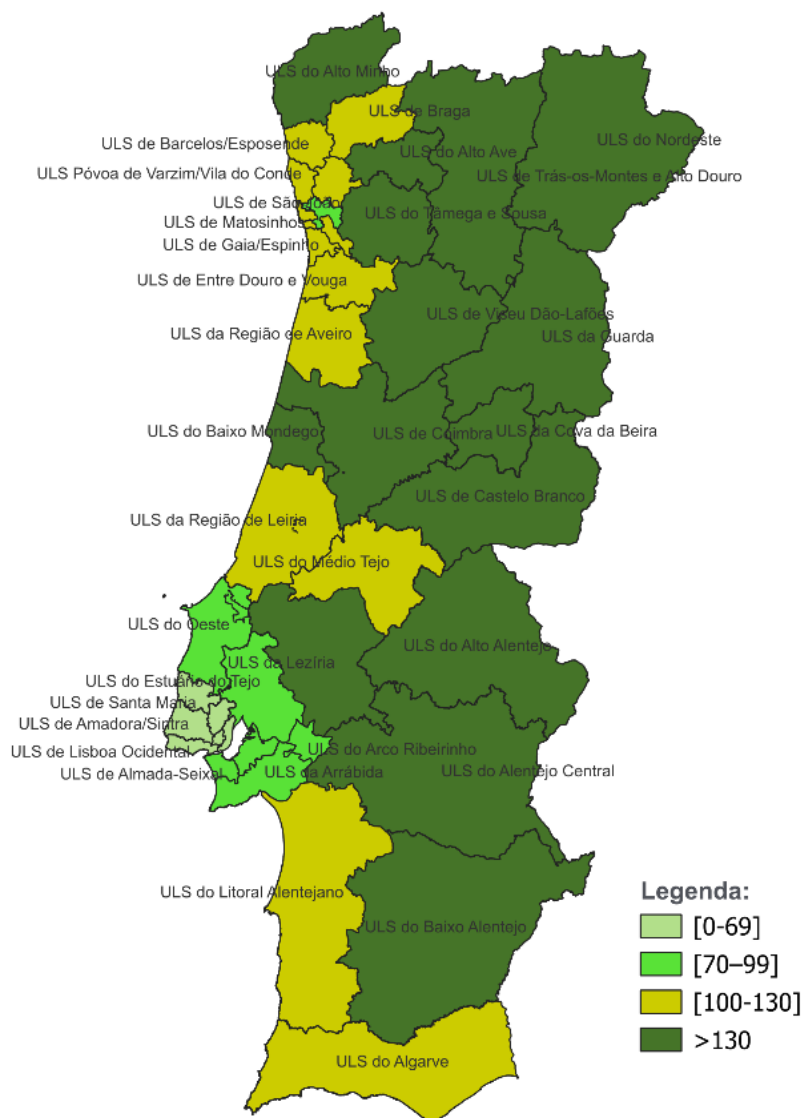 ULS do Alto Minho
ULS de Braga
ULS do Nordeste
ULS de Barcelos/Esposende
ULS do Alto Ave
ULS Póvoa de Varzim/Vila do Conde
ULS de Trás-os-Montes e Alto Douro
ULS de São João
ULS do Tâmega e Sousa
ULS de Matosinhos
ULS de Gaia/Espinho
ULS de Entre Douro e Vouga
ULS de Viseu Dão-Lafões
ULS da Região de Aveiro
ULS da Guarda
ULS do Baixo Mondego
ULS de Coimbra
ULS da Cova da Beira
ULS de Castelo Branco
ULS da Região de Leiria
ULS do Médio Tejo
ULS do Oeste
ULS do Alto Alentejo
ULS da Lezíria
ULS do Estuário do Tejo
ULS de Santa Maria
ULS de Amadora/Sintra
ULS de Lisboa Ocidental
ULS do Arco Ribeirinho
ULS de Almada-Seixal
ULS da Arrábida
ULS do Alentejo Central
ULS do Litoral Alentejano
ULS do Baixo Alentejo
ULS do Algarve
Legenda:
[0-69]
[70–99]
[100-130]
>130